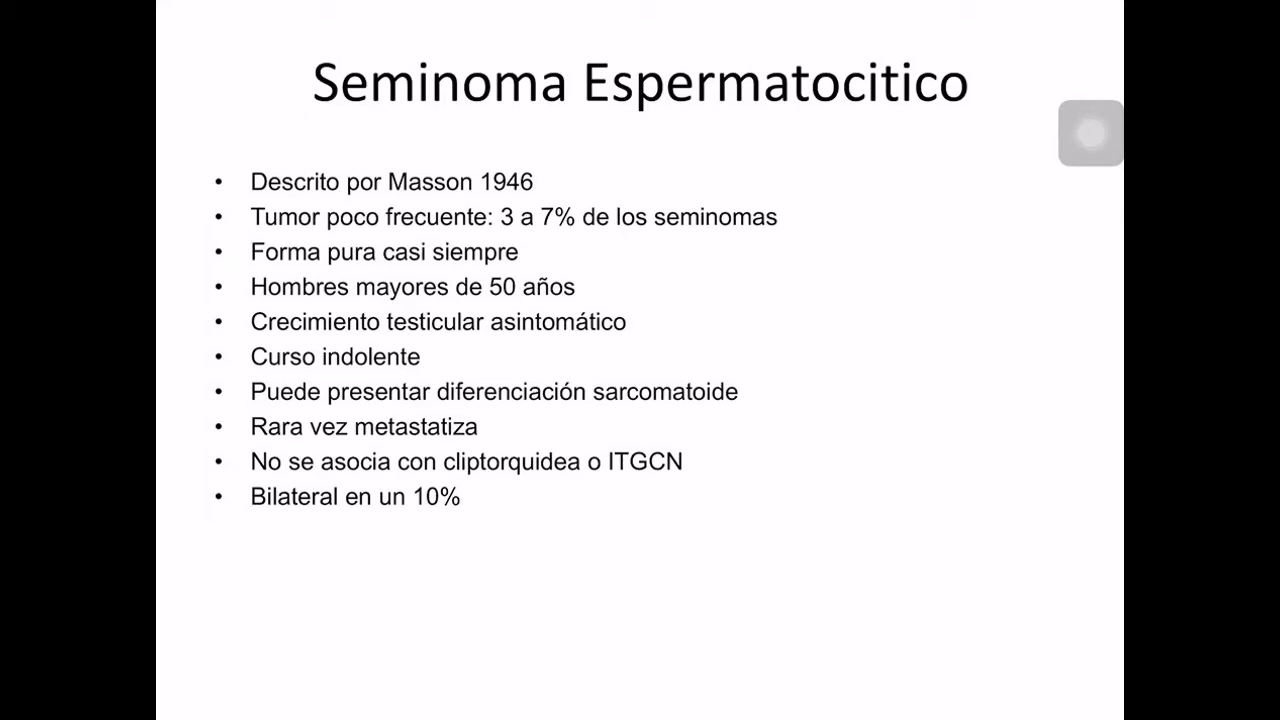 Seminoma Espermatocitico
• Descrito por Masson 1946
• Tumor poco frecuente: 3 a 7% de los seminomas
• Forma pura casi siempre
• Hombres mayores de 50 años
• Crecimiento testicular asintomático
• Curso indolente
• Puede presentar diferenciación sarcomatoide
• Rara vez metastatiza
• No se asocia con cliptorquidea o ITGCN
• Bilateral en un 10%